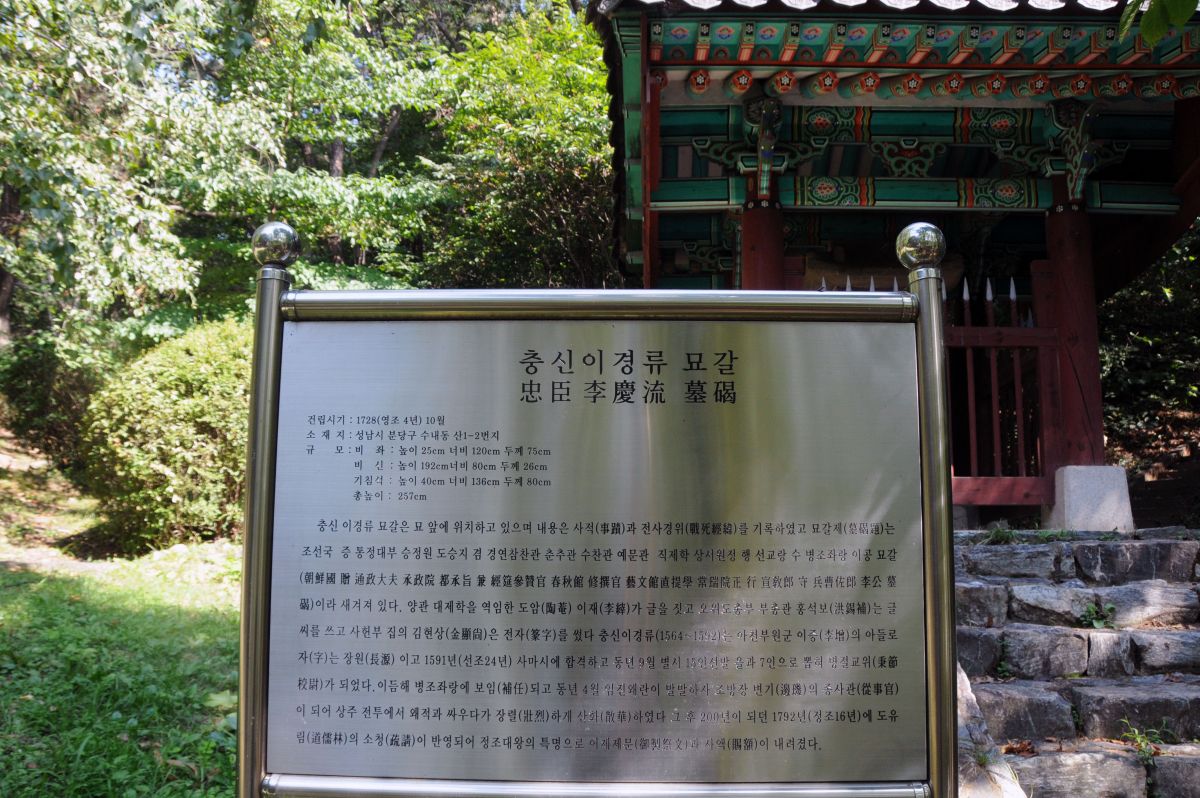 충신이경류 묘갈
忠臣 李慶流 墓碣
건립시기 : 1728(영조 4년) 10월
소 재 지 : 성남시 분당구 수내동 산1-2번지
규 모 : 비 좌 : 높이 25cm 너비 120cm 두께 75cm
비 신 : 높이 192cm너비 80cm 두께 26cm
기침석 : 높이 40cm 너비 136cm 두께 80cm
총높이 : 257cm
충신 이경류 묘갈은 묘 앞에 위치하고 있으며 내용은 사적(事蹟)과 전사경위(戰死經緯)를 기록하였고 묘갈제(墓碣題)는
조선국 증 통정대부 승정원 도승지 겸 경연참찬관 춘추관 수찬관 예문관 직제학 상서원정 행 선교랑 수 병조좌랑 이공 묘갈
(朝鮮國 贈 通政大夫 承政院 都承旨 兼 經筵參贊官 春秋館 修撰官 藝文館直提學 常瑞院正 行 宣敎郎 守 兵曹佐郎 李公 墓
碣)이라 새겨져 있다. 양관 대제학을 역임한 도암(陶菴) 이재(李縡)가 글을 짓고 오위도총부 부총관 홍석보(洪錫補)는 글
씨를 쓰고 사헌부 집의 김현상(金顯尙)은 전자(篆字)를 썼다 충신이경류(1564~1592)는 아천부원군 이증(李增)의 아들로
자(字)는 장원(長源) 이고 1591년(선조24년) 사마시에 합격하고 동년 9월 별시 15인선발 을과 7인으로 뽑혀 병절교위(秉節
校尉)가 되었다.이듬해 병조좌랑에 보임(補任)되고 동년 4월 임진왜란이 발발하자 조방장 변기(邊璣)의 종사관(從事官)
이 되어 상주 전투에서 왜적과 싸우다가 장렬(壯烈)하게 산화(散華)하였다 그 후 200년이 되던 1792년(정조16년)에 도유
림(道儒林)의 소청(疏請)이 반영되어 정조대왕의 특명으로 어제제문(御製祭文)과 사액(賜額)이 내려졌다.